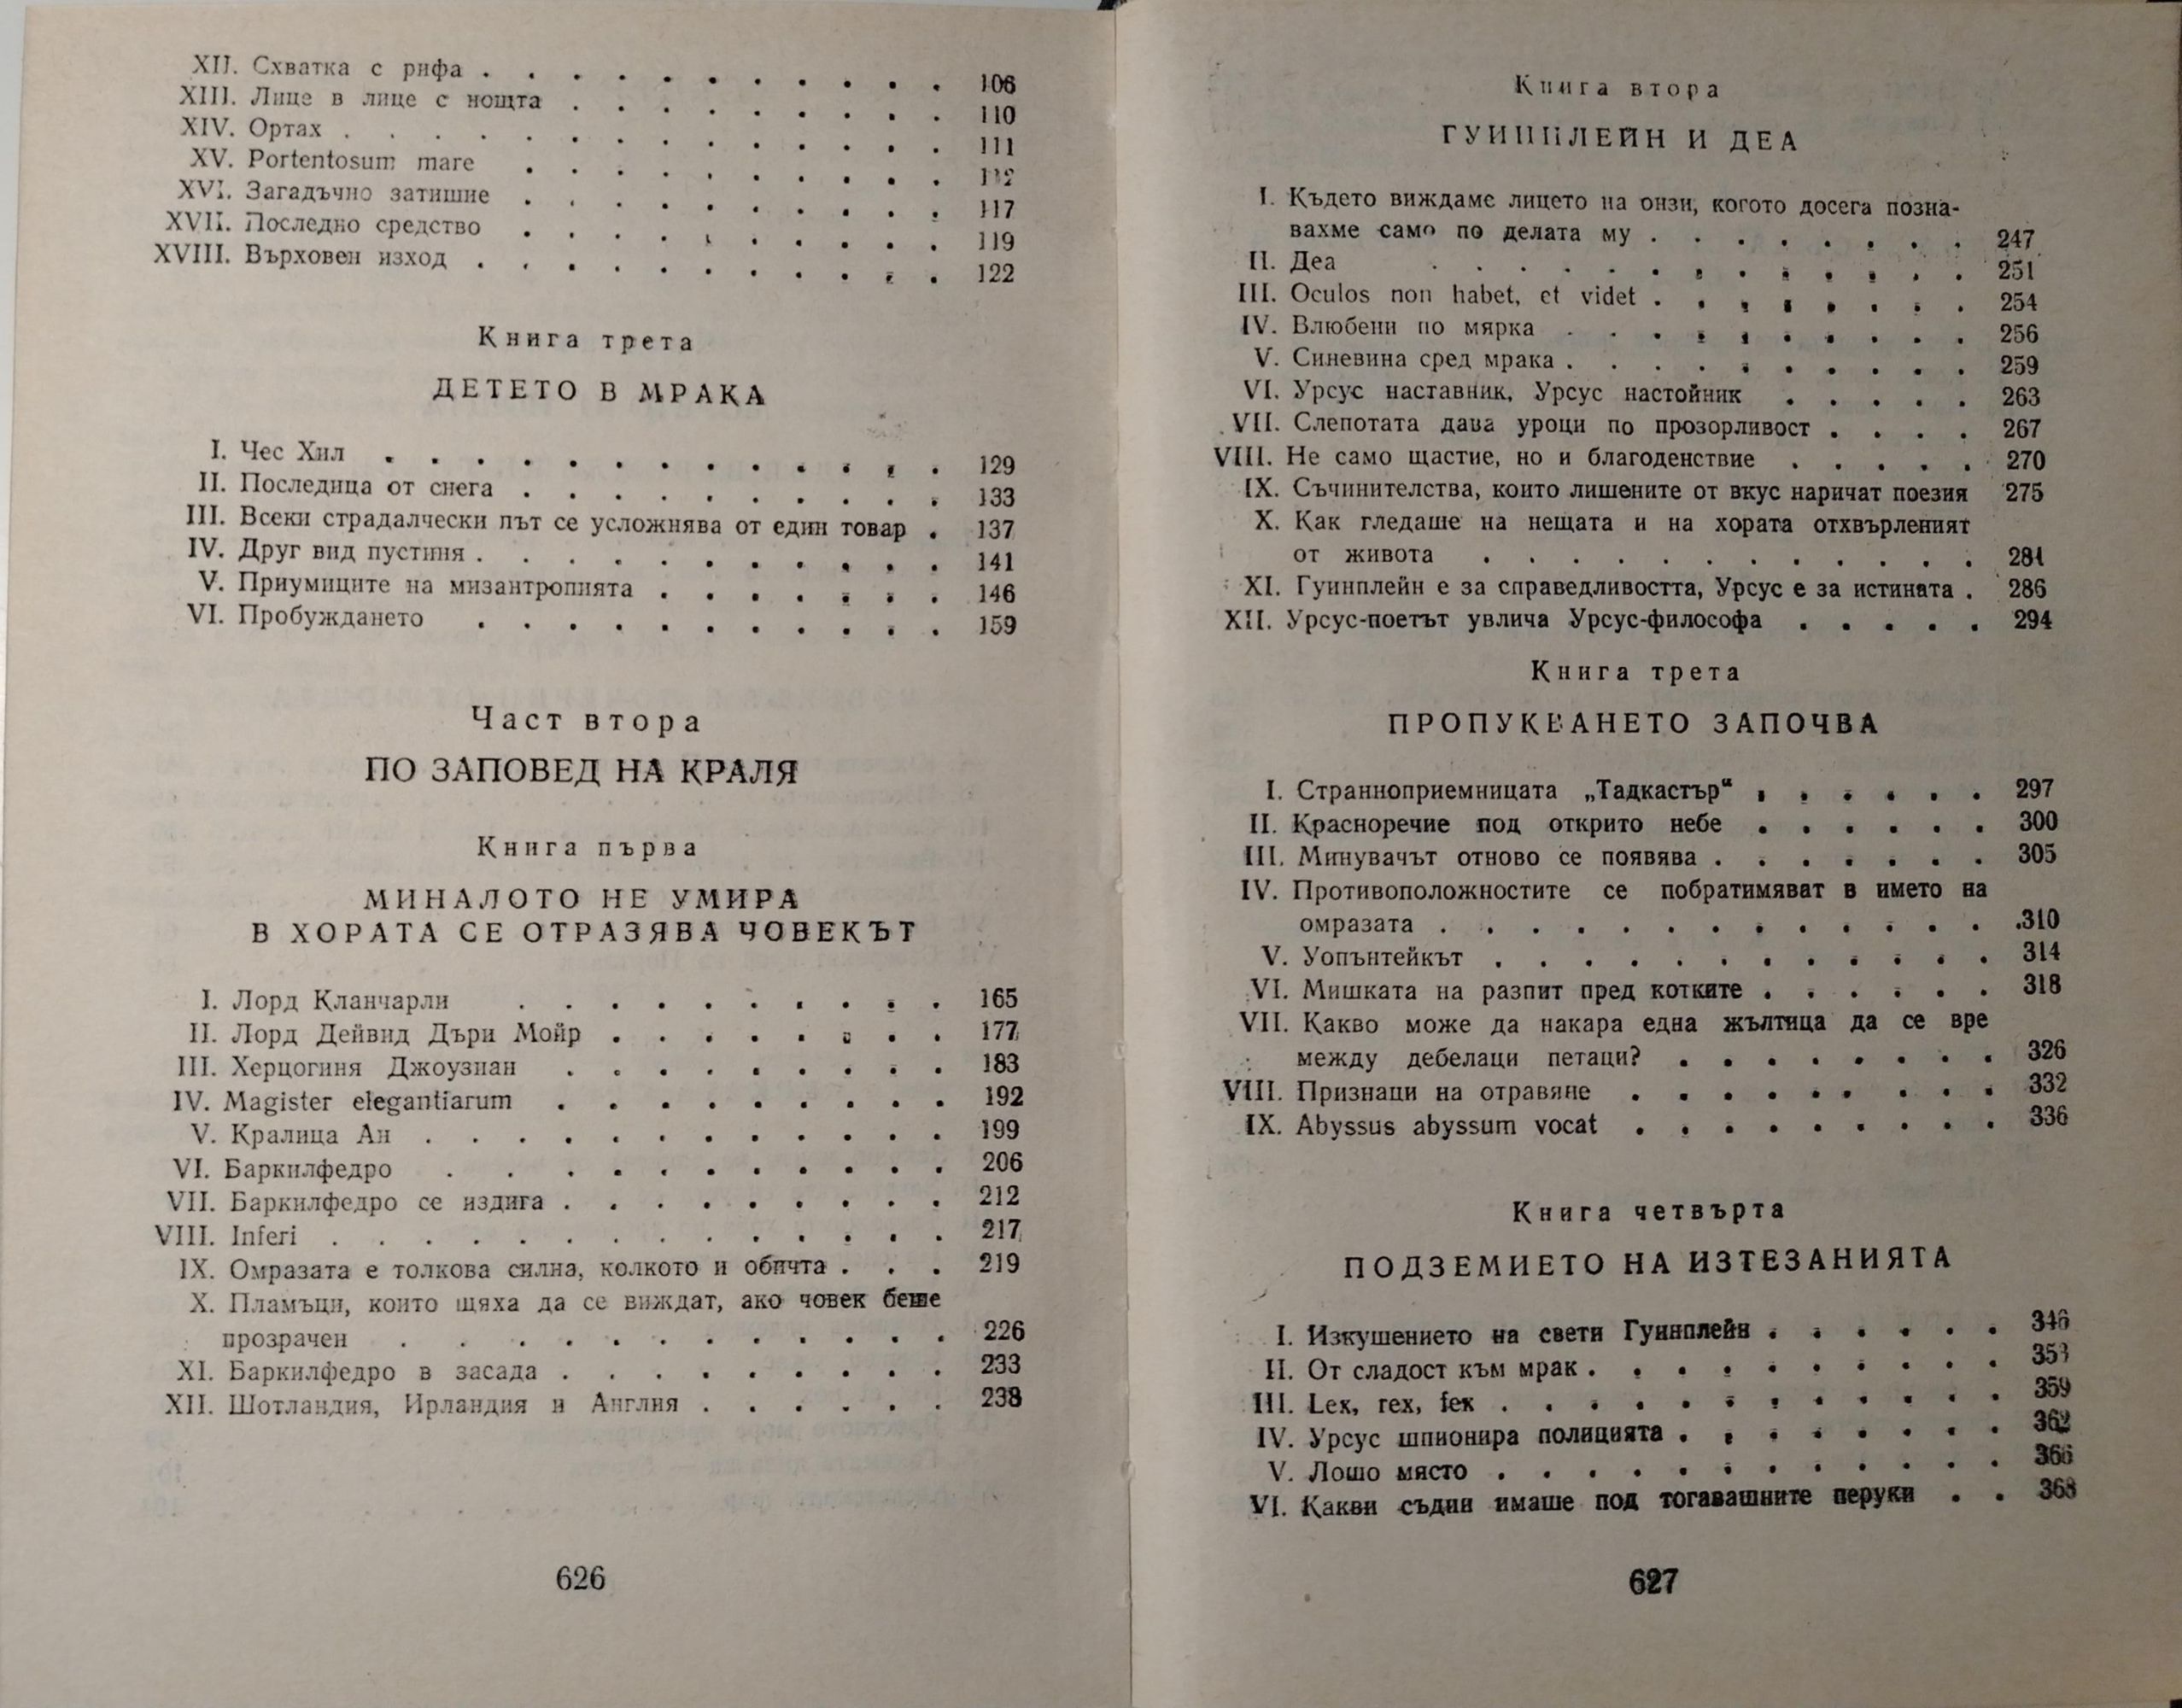 XII. Схватка с рифа . . . . . . . . . . . 106
XIII. Лице в лице с нощта . . . . . . . . . 110
XIV. Ортах . . . . . . . . . . . . . . 111
XV. Portentosum mare . . . . . . . . . . 112
XVI. Загадъчно затишие . . . . . . . . . . 117
XVII. Последно средство . . . . . . . . . . 119
XVIII. Върховен изход . . . . . . . . . . . 122
Книга трета
ДЕТЕТО В МРАКА
I. Чес Хил . . . . . . . . . . . . . 129
II. Последица от снега . . . . . . . . . . 133
III. Всеки страдалчески път се усложнява от един товар . 137
IV. Друг вид пустиня . . . . . . . . . . . 141
V. Приумиците на мизантропията . . . . . . . 146
VI. Пробуждането . . . . . . . . . . . 159
Част втора
ПО ЗАПОВЕД НА КРАЛЯ
Книга първа
МИНАЛОТО НЕ УМИРА
В ХОРАТА СЕ ОТРАЗЯВА ЧОВЕКЪТ
I. Лорд Кланчарли . . . . . . . . . . 165
II. Лорд Дейвид Дъри Мойр . . . . . . . . 177
III. Херцогиня Джоузиан . . . . . . . . . 183
IV. Magister elegantiarum . . . . . . . . . 192
V. Кралица Ан . . . . . . . . . . . . 199
VI. Баркилфедро . . . . . . . . . . . 206
VII. Баркилфедро се издига . . . . . . . . . 212
VIII. Inferi . . . . . . . . . . . . . . 217
IX. Омразата е толкова силна, колкото и обичта . . . 219
X. Пламъци, които щяха да се виждат, ако човек беше
прозрачен . . . . . . . . . . . . 226
XI. Баркилфедро в засада . . . . . . . . . 233
XII. Шотландия, Ирландия и Англия . . . . . . 238
626
Книга втора
ГУИНПЛЕЙН И ДЕА
I. Където виждаме лицето на онзи, когото досега позна-
вахме само по делата му . . . . . . . . 247
II. Деа . . . . . . . . . . . . . 251
III. Oculos non habet, et videt . . . . . . . . 254
IV. Влюбени по мярка . . . . . . . . . . 256
V. Синевина сред мрака . . . . . . . . . . 259
VI. Урсус наставник, Урсус настойник . . . . . 263
VII. Слепотата дава уроци по прозорливост . . . . 267
VIII. Не само щастие, но и благоденствие . . . . . 270
IX. Съчинителства, които лишените от вкус наричат поезия 275
X. Как гледаше на нещата и на хората отхвърленият
от живота . . . . . . . . . . . . 281
XI. Гуинплейн е за справедливостта, Урсус е за истината . 286
XII. Урсус-поетът увлича Урсус-философа . . . . . 294
Книга трета
ПРОПУКВАНЕТО ЗАПОЧВА
I. Странноприемницата „Тадкастър“ . . . . . . 297
II. Красноречие под открито небе . . . . . . 300
III. Минувачът отново се появява . . . . . . . 305
IV. Противоположностите се побратимяват в името на
омразата . . . . . . . . . . . . . 310
V. Уопънтейкът . . . . . . . . . . . . 314
VI. Мишката на разпит пред котките . . . . . . 318
VII. Какво може да накара една жълтица да се вре
между дебелаци петаци? . . . . . . . . 326
VIII. Признаци на отравяне . . . . . . . . . 332
IX. Abyssus abyssum vocat . . . . . . . . . 336
Книга четвърта
ПОДЗЕМИЕТО НА ИЗТЕЗАНИЯТА
I. Изкушението на свети Гуинплейн . . . . . . 346
II. От сладост към мрак . . . . . . . . . . 353
III. Lex, rex, fex . . . . . . . . . . . . 359
IV. Урсус шпионира полицията . . . . . . . . 362
V. Лошо място . . . . . . . . . . . . 366
VI. Какви съдии имаше под тогавашните перуки . . 368
627